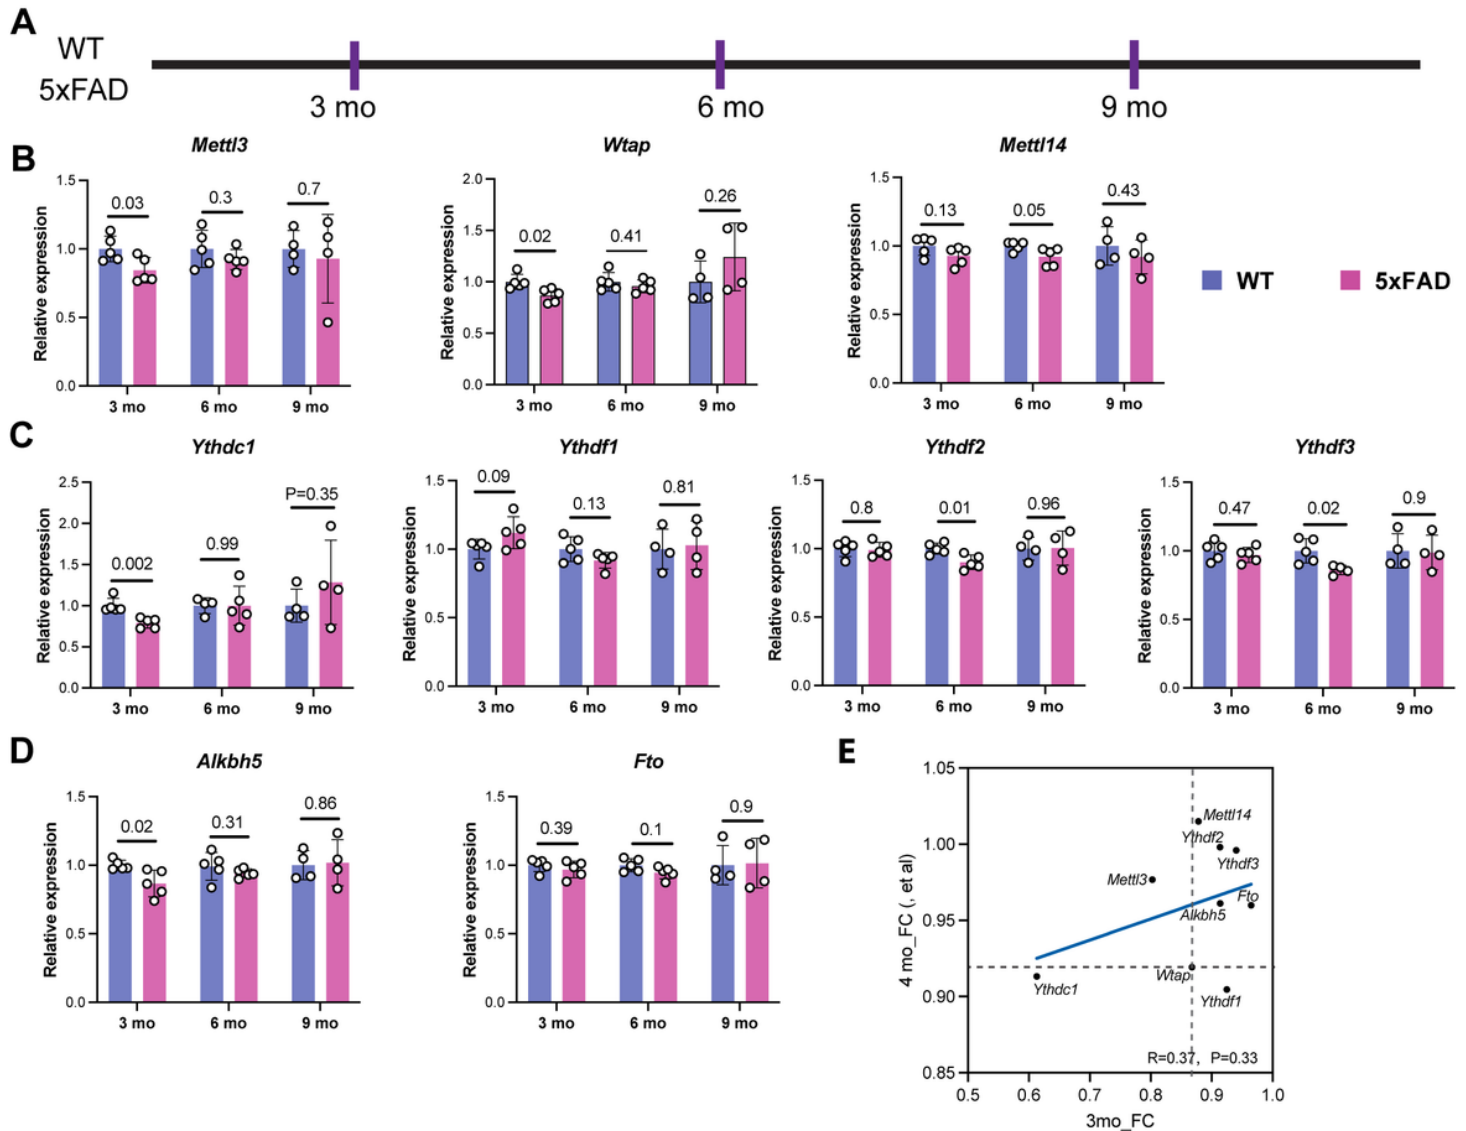 A
WT
5xFAD
3 mo
6 mo
9 mo
B
Mettl3
Relative expression
1.5
1.0
0.5
0.0
0.03
0.3
0.7
3 mo
6 mo
9 mo
Wtap
Relative expression
2.0
1.5
1.0
0.5
0.0
0.02
0.41
0.26
3 mo
6 mo
9 mo
Mettl14
Relative expression
1.5
1.0
0.5
0.0
0.13
0.05
0.43
3 mo
6 mo
9 mo
WT
5xFAD
C
Ythdc1
Relative expression
2.5
2.0
1.5
1.0
0.5
0.0
0.002
0.99
P=0.35
3 mo
6 mo
9 mo
Ythdf1
Relative expression
1.5
1.0
0.5
0.0
0.09
0.13
0.81
3 mo
6 mo
9 mo
Ythdf2
Relative expression
1.5
1.0
0.5
0.0
0.8
0.01
0.96
3 mo
6 mo
9 mo
Ythdf3
Relative expression
1.5
1.0
0.5
0.0
0.47
0.02
0.9
3 mo
6 mo
9 mo
D
Alkbh5
Relative expression
1.5
1.0
0.5
0.0
0.02
0.31
0.86
3 mo
6 mo
9 mo
Fto
Relative expression
1.5
1.0
0.5
0.0
0.39
0.1
0.9
3 mo
6 mo
9 mo
E
4 mo_FC (, et al)
1.05
1.00
0.95
0.90
0.85
Mettl14
Ythdf2
Ythdf3
Mettl3
Fto
Alkbh5
Wtap
Ythdc1
Ythdf1
R=0.37, P=0.33
0.5
0.6
0.7
0.8
0.9
1.0
3mo_FC